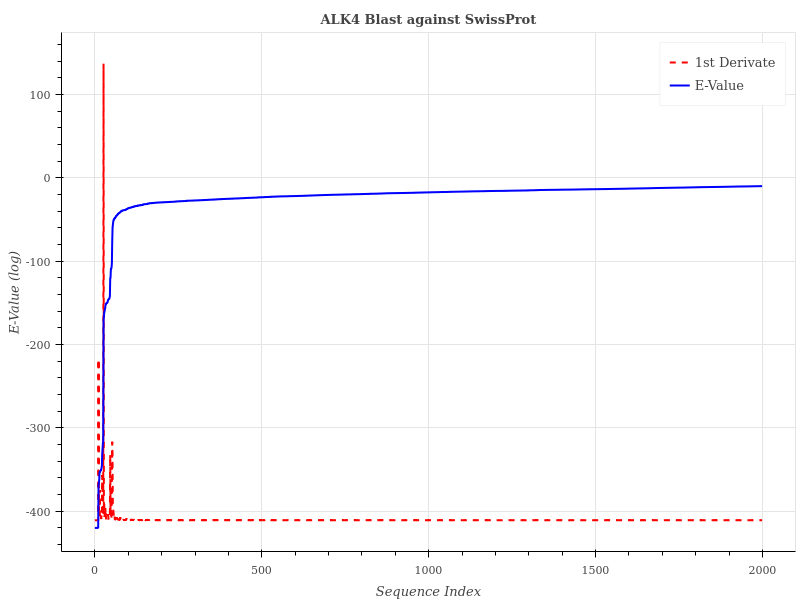 ALK4 Blast against SwissProt
1st Derivate
E-Value
E-Value (log)
100
0
-100
-200
-300
-400
0
500
1000
1500
2000
Sequence Index